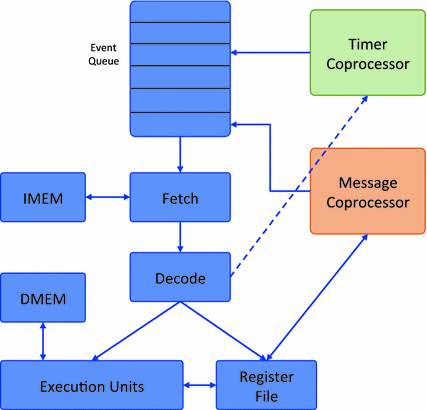 Event
Queue
Timer
Coprocessor
Message
Coprocessor
IMEM
Fetch
Decode
DMEM
Execution Units
Register
File